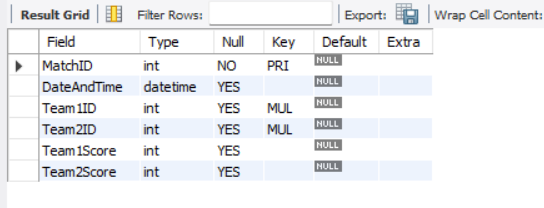 Result Grid Filter Rows: Export: Wrap Cell Content:
Field Type Null Key Default Extra
MatchID int NO PRI NULL
DateAndTime datetime YES NULL
Team1ID int YES MUL NULL
Team2ID int YES MUL NULL
Team1Score int YES NULL
Team2Score int YES NULL